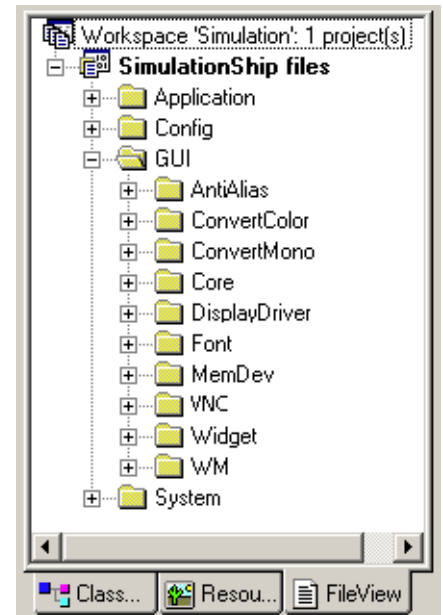 Workspace 'Simulation': 1 project(s)
SimulationShip files
Application
Config
GUI
AntiAlias
ConvertColor
ConvertMono
Core
DisplayDriver
Font
MemDev
VNC
Widget
WM
System
Class... Resou... FileView